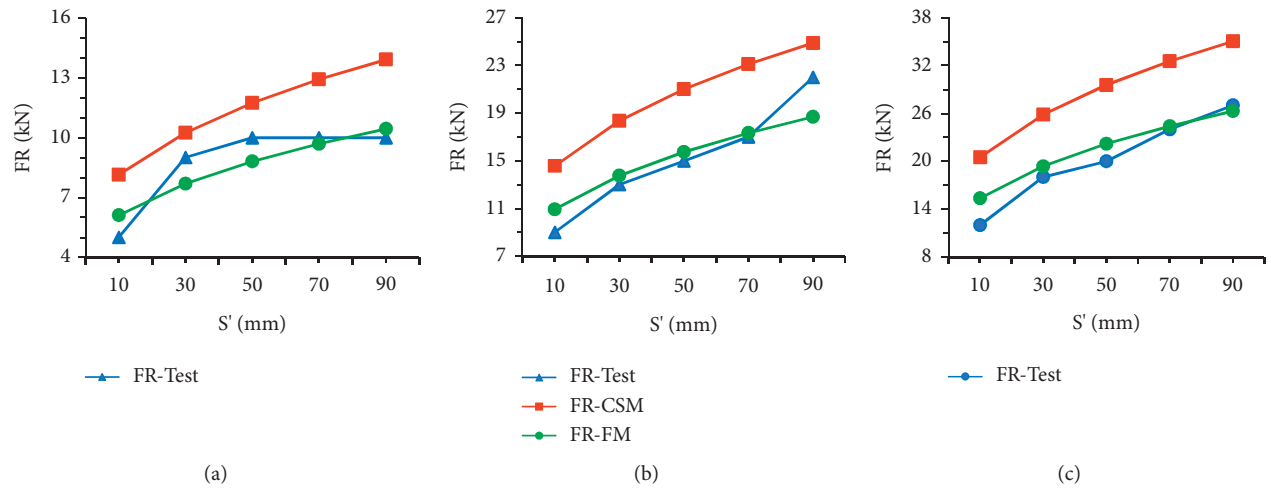 16
13
10
7
4
FR (kN)
10 30 50 70 90
S' (mm)
FR-Test
(a)
27
23
19
15
11
7
FR (kN)
10 30 50 70 90
S' (mm)
FR-Test
FR-CSM
FR-FM
(b)
38
32
26
20
14
8
FR (kN)
10 30 50 70 90
S' (mm)
FR-Test
(c)